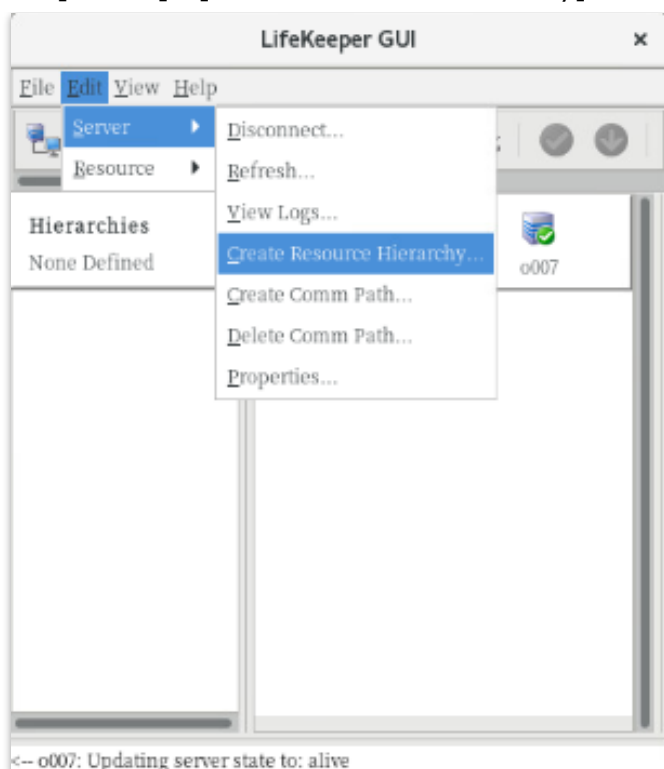 LifeKeeper GUI ×
File Edit View Help
Server
Resource
Disconnect...
Refresh...
View Logs...
Create Resource Hierarchy...
Create Comm Path...
Delete Comm Path...
Properties...
Hierarchies
None Defined
o007
<-- o007: Updating server state to: alive